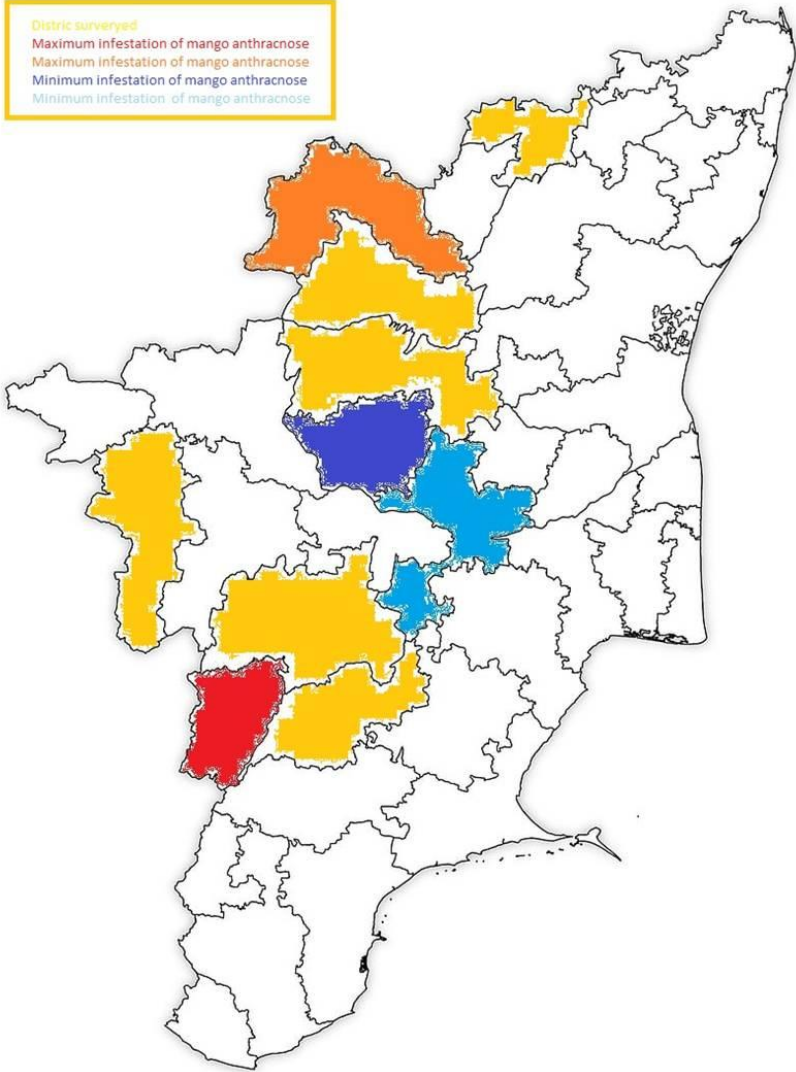 Distric surveryed
Maximum infestation of mango anthracnose
Maximum infestation of mango anthracnose
Minimum infestation of mango anthracnose
Minimum infestation of mango anthracnose